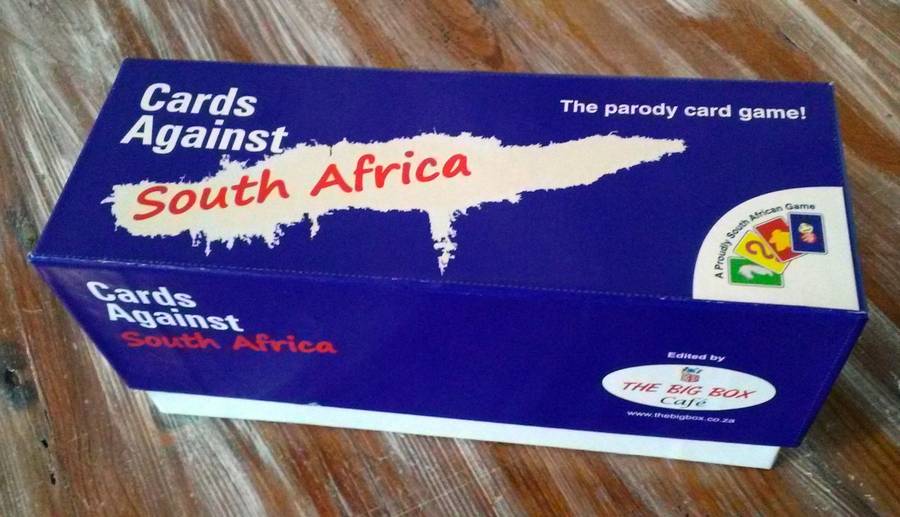 Cards
Against
South Africa
The parody card game!
A Proudly South African Game
Cards
Against
South Africa
Edited by
THE BIG BOX
Café
www.thebigbox.co.za